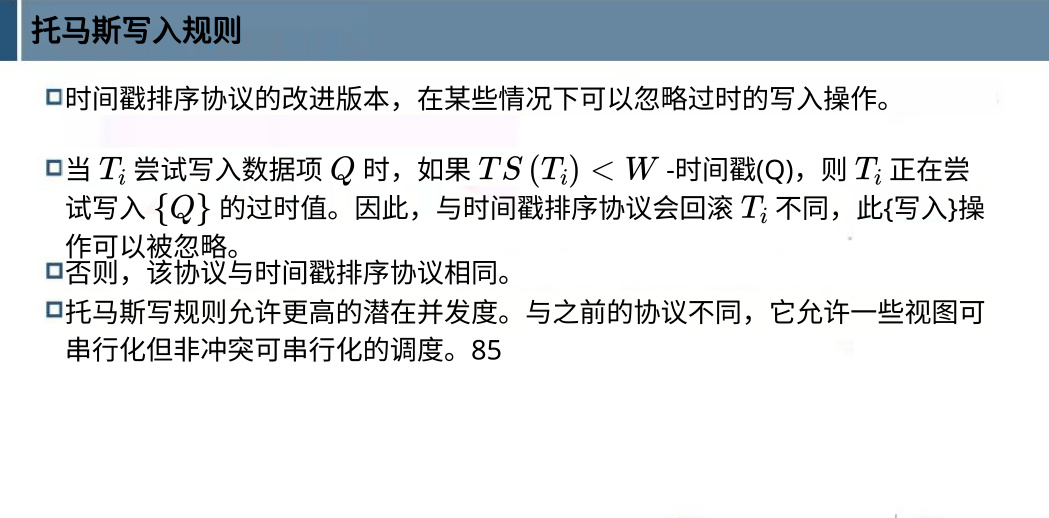 托马斯写入规则
时间戳排序协议的改进版本，在某些情况下可以忽略过时的写入操作。
当 T_i 尝试写入数据项 Q 时，如果 TS (T_i) < W -时间戳(Q)，则 T_i 正在尝
试写入 {Q} 的过时值。因此，与时间戳排序协议会回滚 T_i 不同，此{写入}操
作可以被忽略。
否则，该协议与时间戳排序协议相同。
托马斯写规则允许更高的潜在并发度。与之前的协议不同，它允许一些视图可
串行化但非冲突可串行化的调度。85